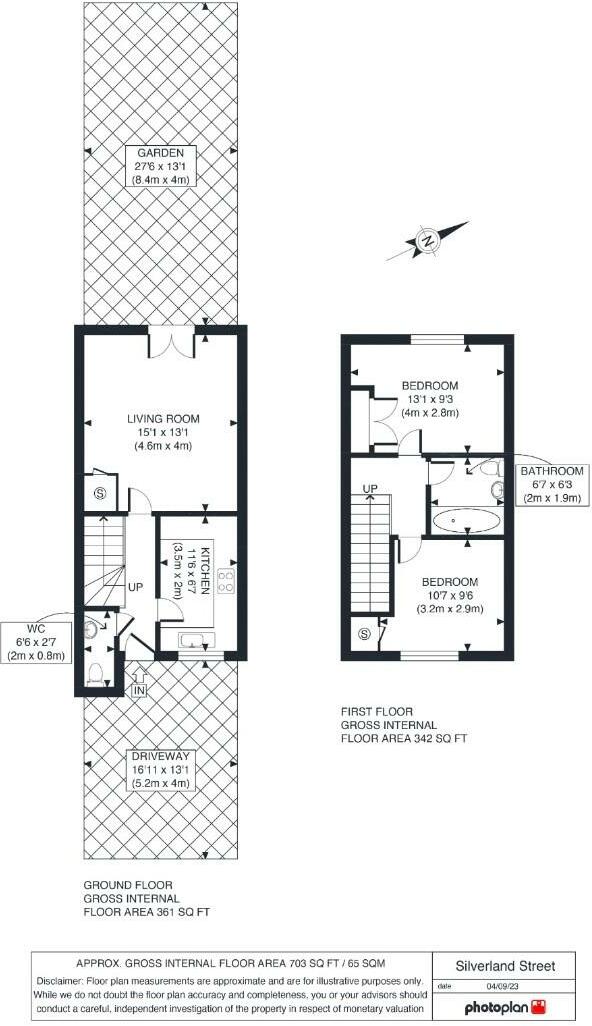 GARDEN
27'6 x 13'1
(8.4m x 4m)
N
LIVING ROOM
15'1 x 13'1
(4.6m x 4m)
S
KITCHEN
11'6 x 6'7
(3.5m x 2m)
UP
WC
6'6 x 2'7
(2m x 0.8m)
IN
DRIVEWAY
16'11 x 13'1
(5.2m x 4m)
GROUND FLOOR
GROSS INTERNAL
FLOOR AREA 361 SQ FT
BEDROOM
13'1 x 9'3
(4m x 2.8m)
BATHROOM
6'7 x 6'3
(2m x 1.9m)
UP
BEDROOM
10'7 x 9'6
(3.2m x 2.9m)
S
FIRST FLOOR
GROSS INTERNAL
FLOOR AREA 342 SQ FT
APPROX. GROSS INTERNAL FLOOR AREA 703 SQ FT / 65 SQM
Disclaimer: Floor plan measurements are approximate and are for illustrative purposes only.
While we do not doubt the floor plan accuracy and completeness, you or your advisors should
conduct a careful, independent investigation of the property in respect of monetary valuation
Silverland Street
date 04/09/23
photoplan